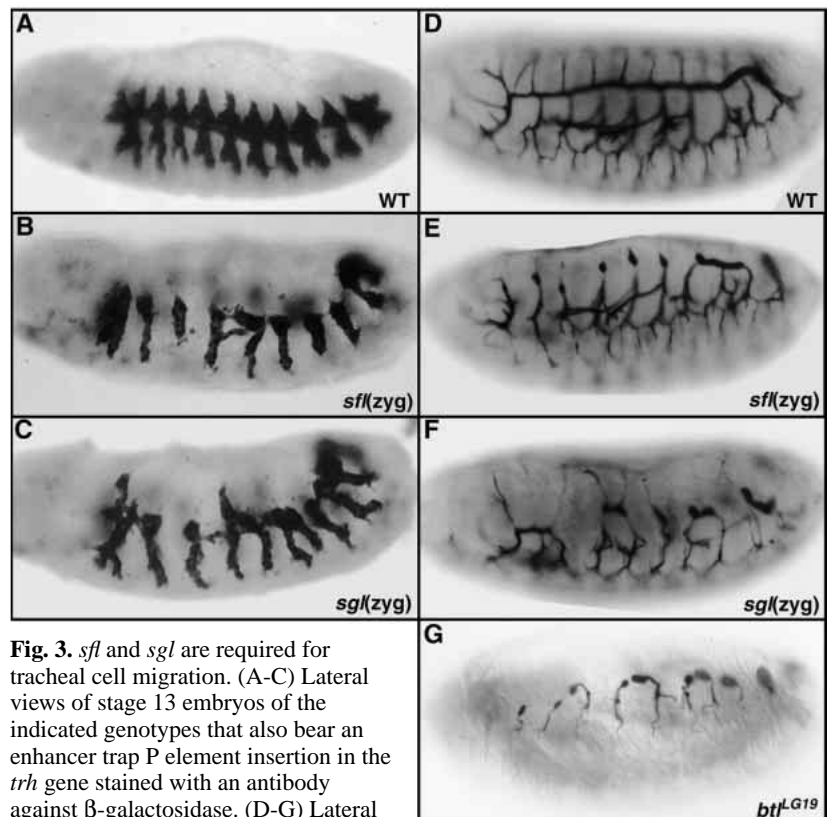 A
WT
D
WT
B
sfl(zyg)
E
sfl(zyg)
C
sgl(zyg)
F
sgl(zyg)
G
btlLG19
Fig. 3. sfl and sgl are required for
tracheal cell migration. (A-C) Lateral
views of stage 13 embryos of the
indicated genotypes that also bear an
enhancer trap P element insertion in the
trh gene stained with an antibody
against β-galactosidase. (D-G) Lateral